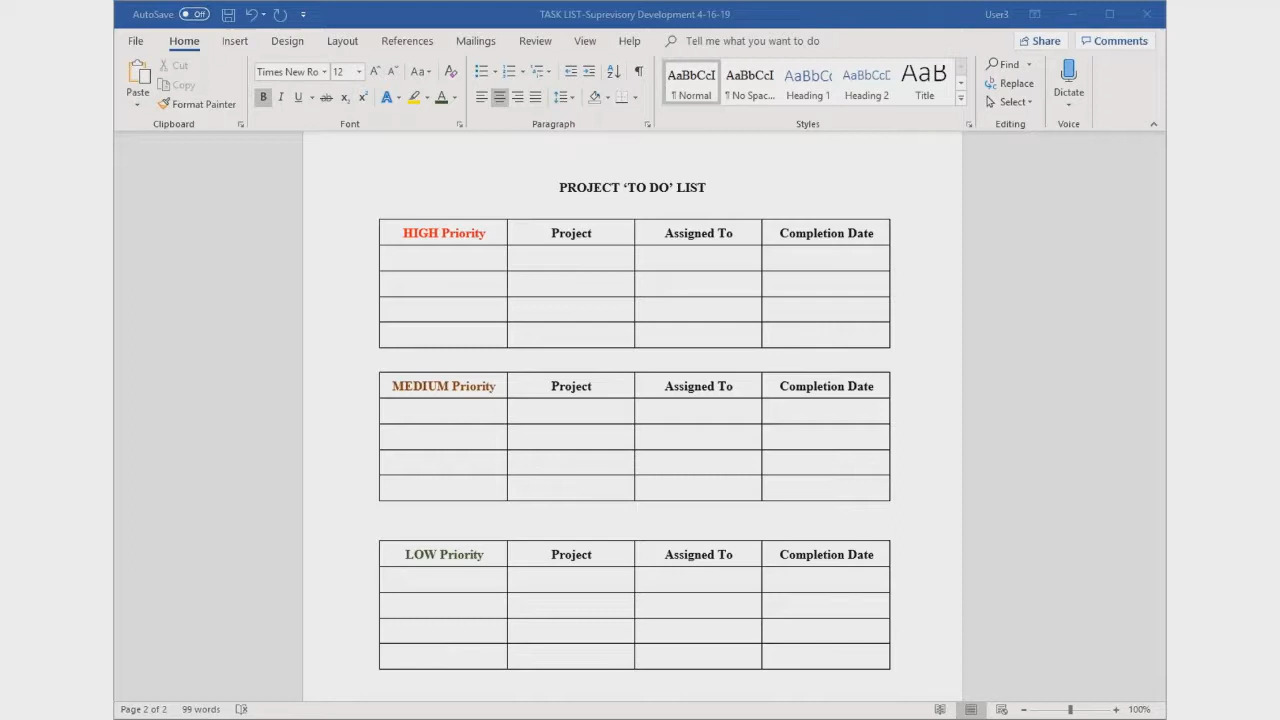 AutoSave Off TASK LIST-Suprevisory Development 4-16-19 User3
File Home Insert Design Layout References Mailings Review View Help Tell me what you want to do Share Comments
Paste Cut Copy Format Painter
Clipboard
Times New Ro 12
Font
Paragraph
AaBbCcI AaBbCcI AaBbCc AaBbCcE AaB
¶ Normal ¶ No Spac... Heading 1 Heading 2 Title
Styles
Find
Replace
Select
Editing
Dictate
Voice
PROJECT ‘TO DO’ LIST
HIGH Priority Project Assigned To Completion Date
MEDIUM Priority Project Assigned To Completion Date
LOW Priority Project Assigned To Completion Date
Page 2 of 2 99 words 100%